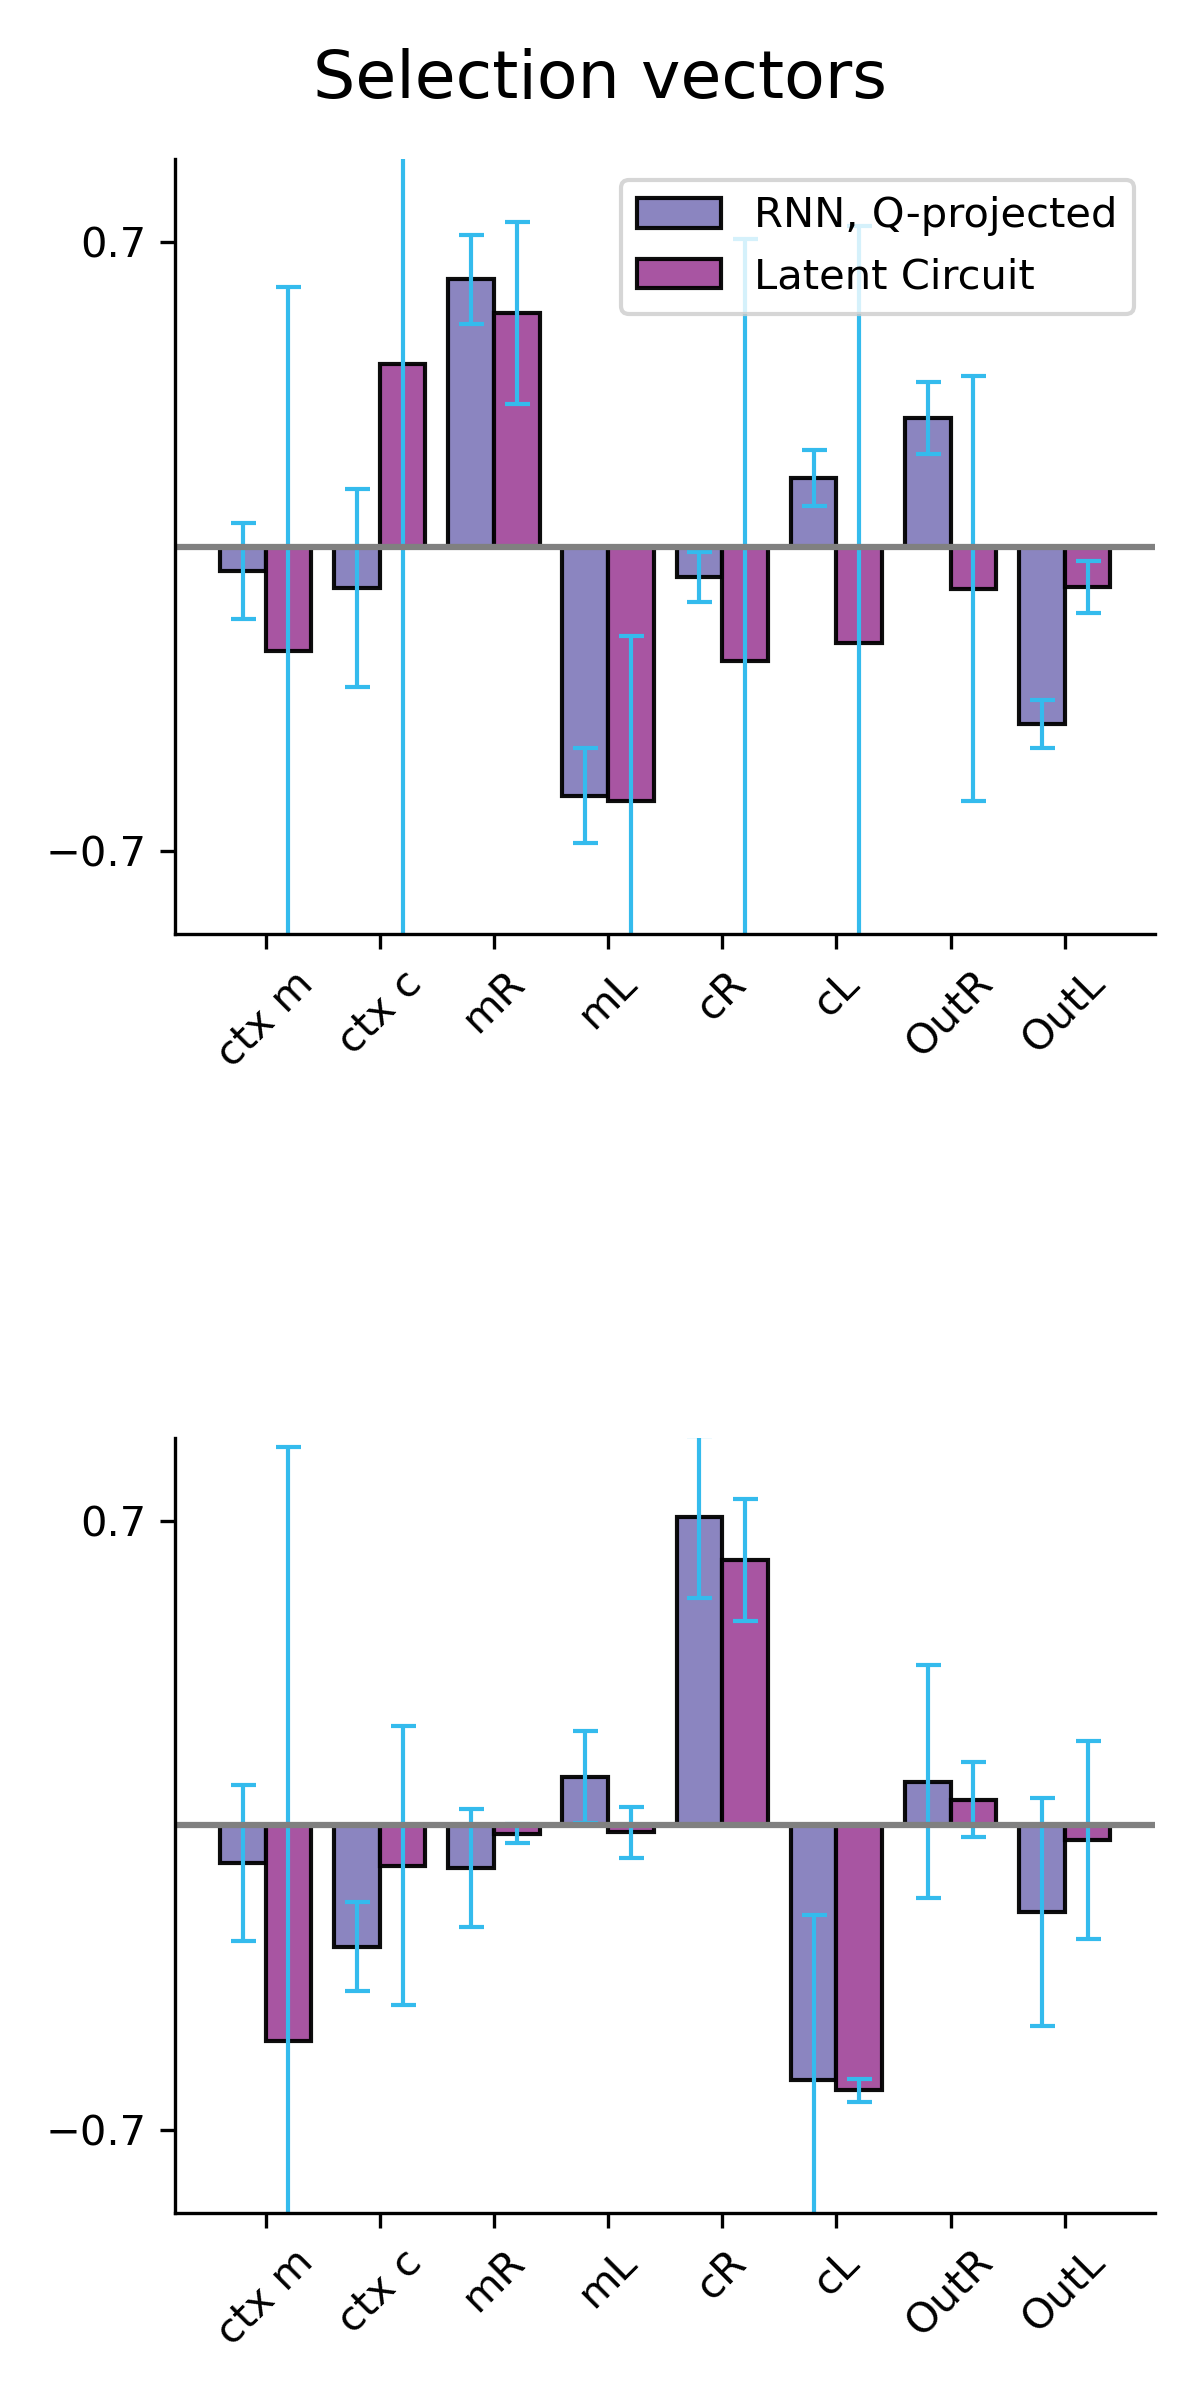 Selection vectors
0.7
RNN, Q-projected
Latent Circuit
−0.7
ctx m ctx c mR mL cR cL OutR OutL
0.7
−0.7
ctx m ctx c mR mL cR cL OutR OutL